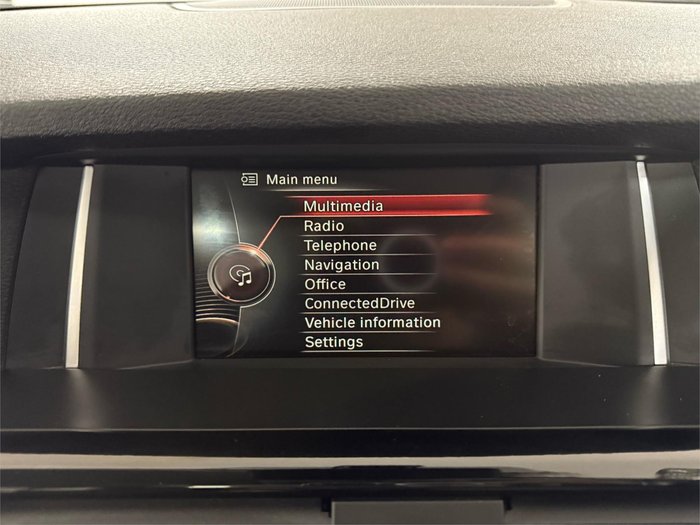 Main menu
Multimedia
Radio
Telephone
Navigation
Office
ConnectedDrive
Vehicle information
Settings